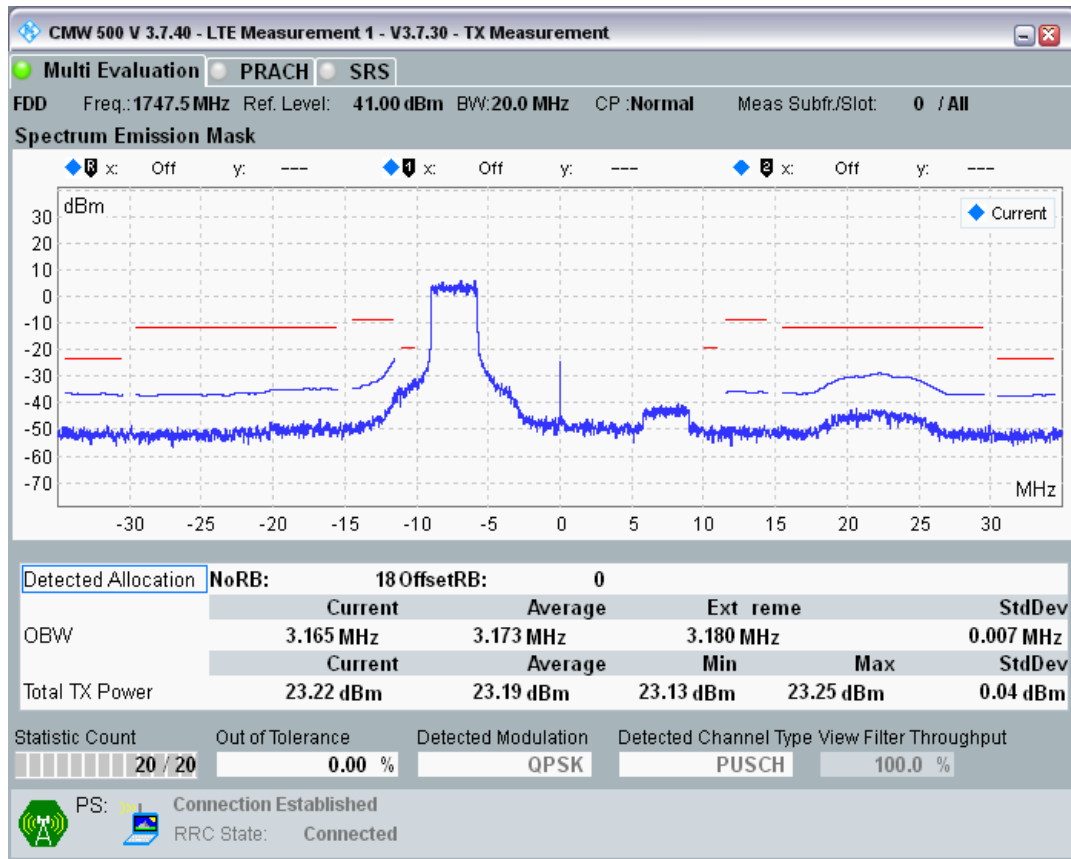 CMW 500 V 3.7.40 - LTE Measurement 1 - V3.7.30 - TX Measurement
Multi Evaluation PRACH SRS
FDD Freq.: 1747.5 MHz Ref. Level: 41.00 dBm BW: 20.0 MHz CP : Normal Meas Subfr./Slot: 0 / All
Spectrum Emission Mask
R x: Off y: --- 1 x: Off y: --- 2 x: Off y: ---
dBm
Current
30
20
10
0
-10
-20
-30
-40
-50
-60
-70
MHz
-30 -25 -20 -15 -10 -5 0 5 10 15 20 25 30
Detected Allocation NoRB: 18 OffsetRB: 0
Current Average Ext reme StdDev
OBW 3.165 MHz 3.173 MHz 3.180 MHz 0.007 MHz
Current Average Min Max StdDev
Total TX Power 23.22 dBm 23.19 dBm 23.13 dBm 23.25 dBm 0.04 dBm
Statistic Count Out of Tolerance Detected Modulation Detected Channel Type View Filter Throughput
20 / 20 0.00 % QPSK PUSCH 100.0 %
PS: Connection Established
RRC State: Connected